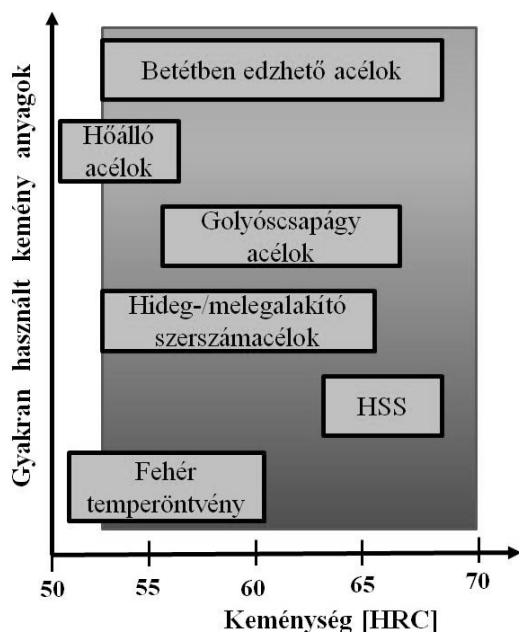 Gyakran használt kemény anyagok
Betétben edzhető acélok
Hőálló
acélok
Golyóscsapágy
acélok
Hideg-/melegalakító
szerszámacélok
HSS
Fehér
temperöntvény
50 55 60 65 70
Keménység [HRC]